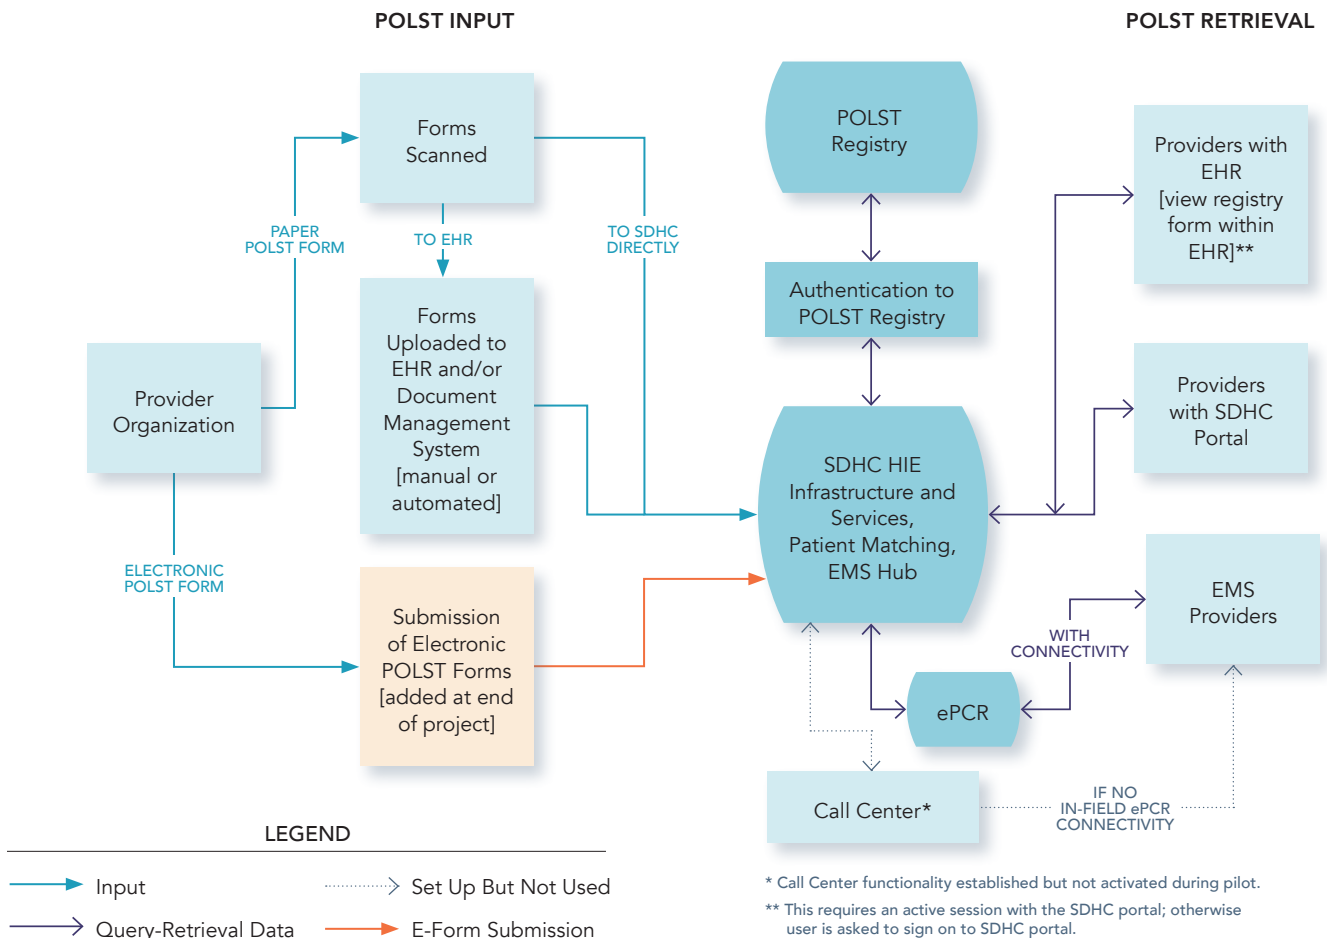 POLST INPUT
POLST RETRIEVAL
Forms
Scanned
PAPER
POLST FORM
TO EHR
TO SDHC
DIRECTLY
Forms
Uploaded to
EHR and/or
Document
Management
System
[manual or
automated]
Provider
Organization
ELECTRONIC
POLST FORM
Submission
of Electronic
POLST Forms
[added at end
of project]
POLST
Registry
Authentication to
POLST Registry
SDHC HIE
Infrastructure and
Services,
Patient Matching,
EMS Hub
ePCR
Call Center*
Providers with
EHR
[view registry
form within
EHR]**
Providers
with SDHC
Portal
EMS
Providers
WITH
CONNECTIVITY
IF NO
IN-FIELD ePCR
CONNECTIVITY
LEGEND
Input
Set Up But Not Used
Query-Retrieval Data
E-Form Submission
* Call Center functionality established but not activated during pilot.
** This requires an active session with the SDHC portal; otherwise
user is asked to sign on to SDHC portal.